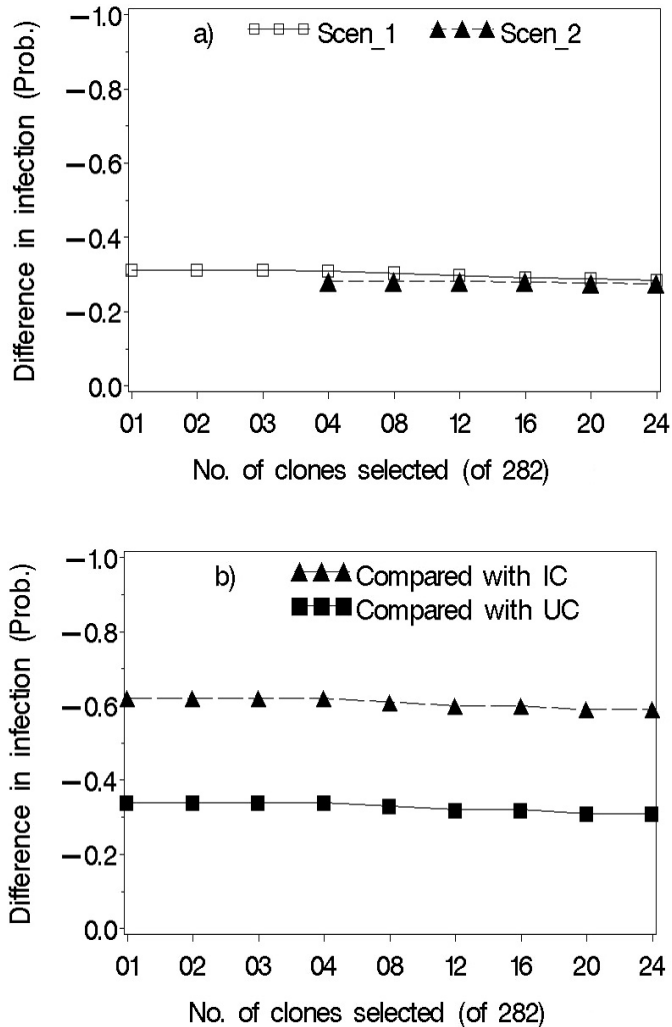 a) Scen_1 Scen_2
Difference in infection (Prob.)
−1.0
−0.8
−0.6
−0.4
−0.2
0.0
01 02 03 04 08 12 16 20 24
No. of clones selected (of 282)
b) Compared with IC
Compared with UC
Difference in infection (Prob.)
−1.0
−0.8
−0.6
−0.4
−0.2
0.0
01 02 03 04 08 12 16 20 24
No. of clones selected (of 282)